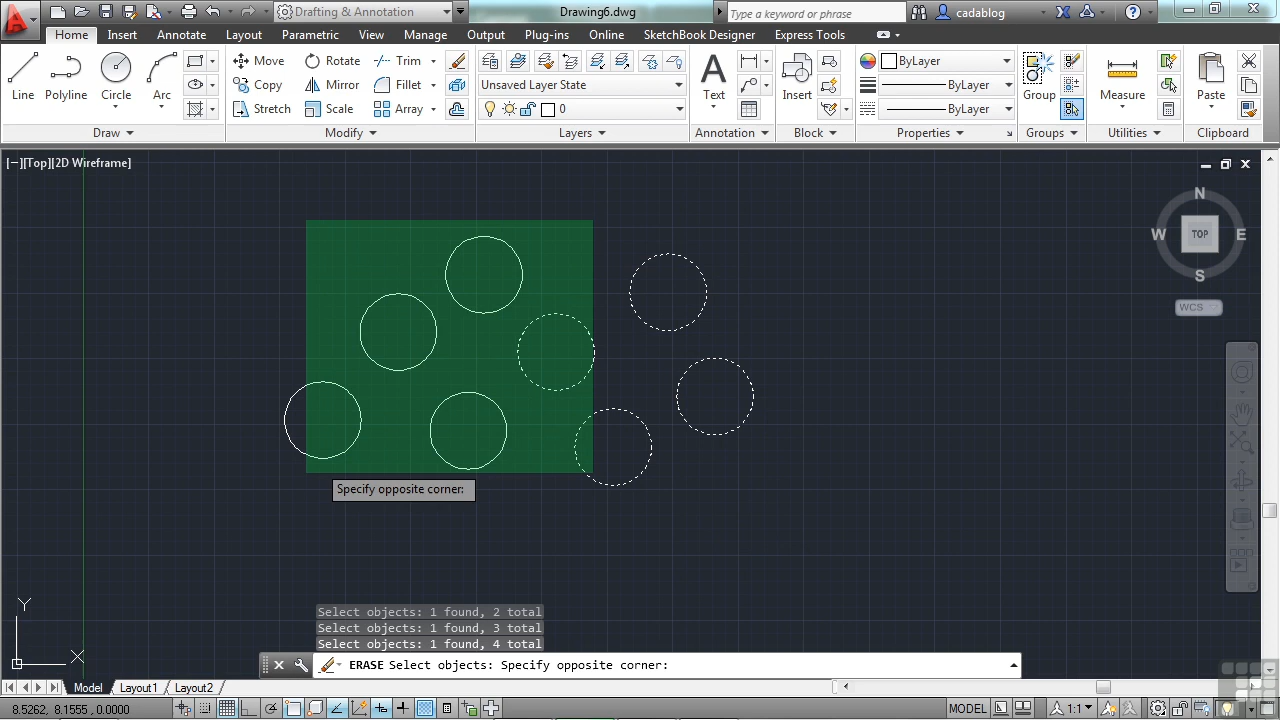 Drafting & Annotation
Drawing6.dwg
Type a keyword or phrase
cadablog
Home Insert Annotate Layout Parametric View Manage Output Plug-ins Online SketchBook Designer Express Tools
Line
Polyline
Circle
Arc
Move Rotate Trim
Copy Mirror Fillet
Stretch Scale Array
Unsaved Layer State
0
Text
Insert
ByLayer
ByLayer
ByLayer
Group
Measure
Paste
Draw Modify Layers Annotation Block Properties Groups Utilities Clipboard
[−][Top][2D Wireframe]
N
W TOP E
S
WCS
Specify opposite corner:
Select objects: 1 found, 2 total
Select objects: 1 found, 3 total
Select objects: 1 found, 4 total
ERASE Select objects: Specify opposite corner:
Y
X
Model Layout1 Layout2
8.5262, 8.1555 , 0.0000
MODEL
1:1